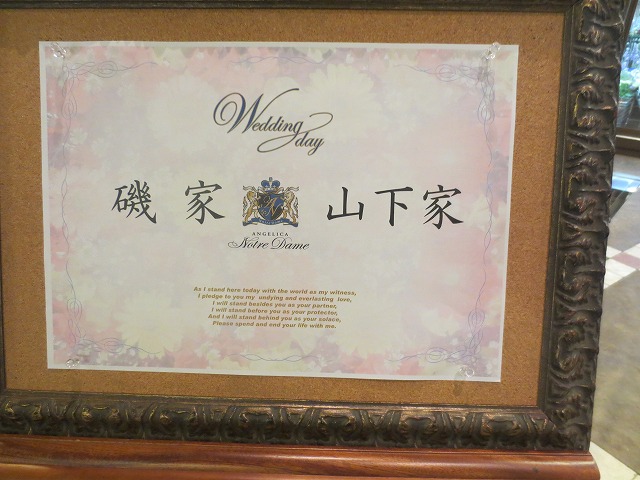 Wedding
day
磯 家 山下家
ANGELICA
Notre Dame
As I stand here today with the world as my witness,
I pledge to you my undying and everlasting love,
I will stand besides you as your partner,
I will stand before you as your protector,
And I will stand behind you as your solace,
Please spend and end your life with me.